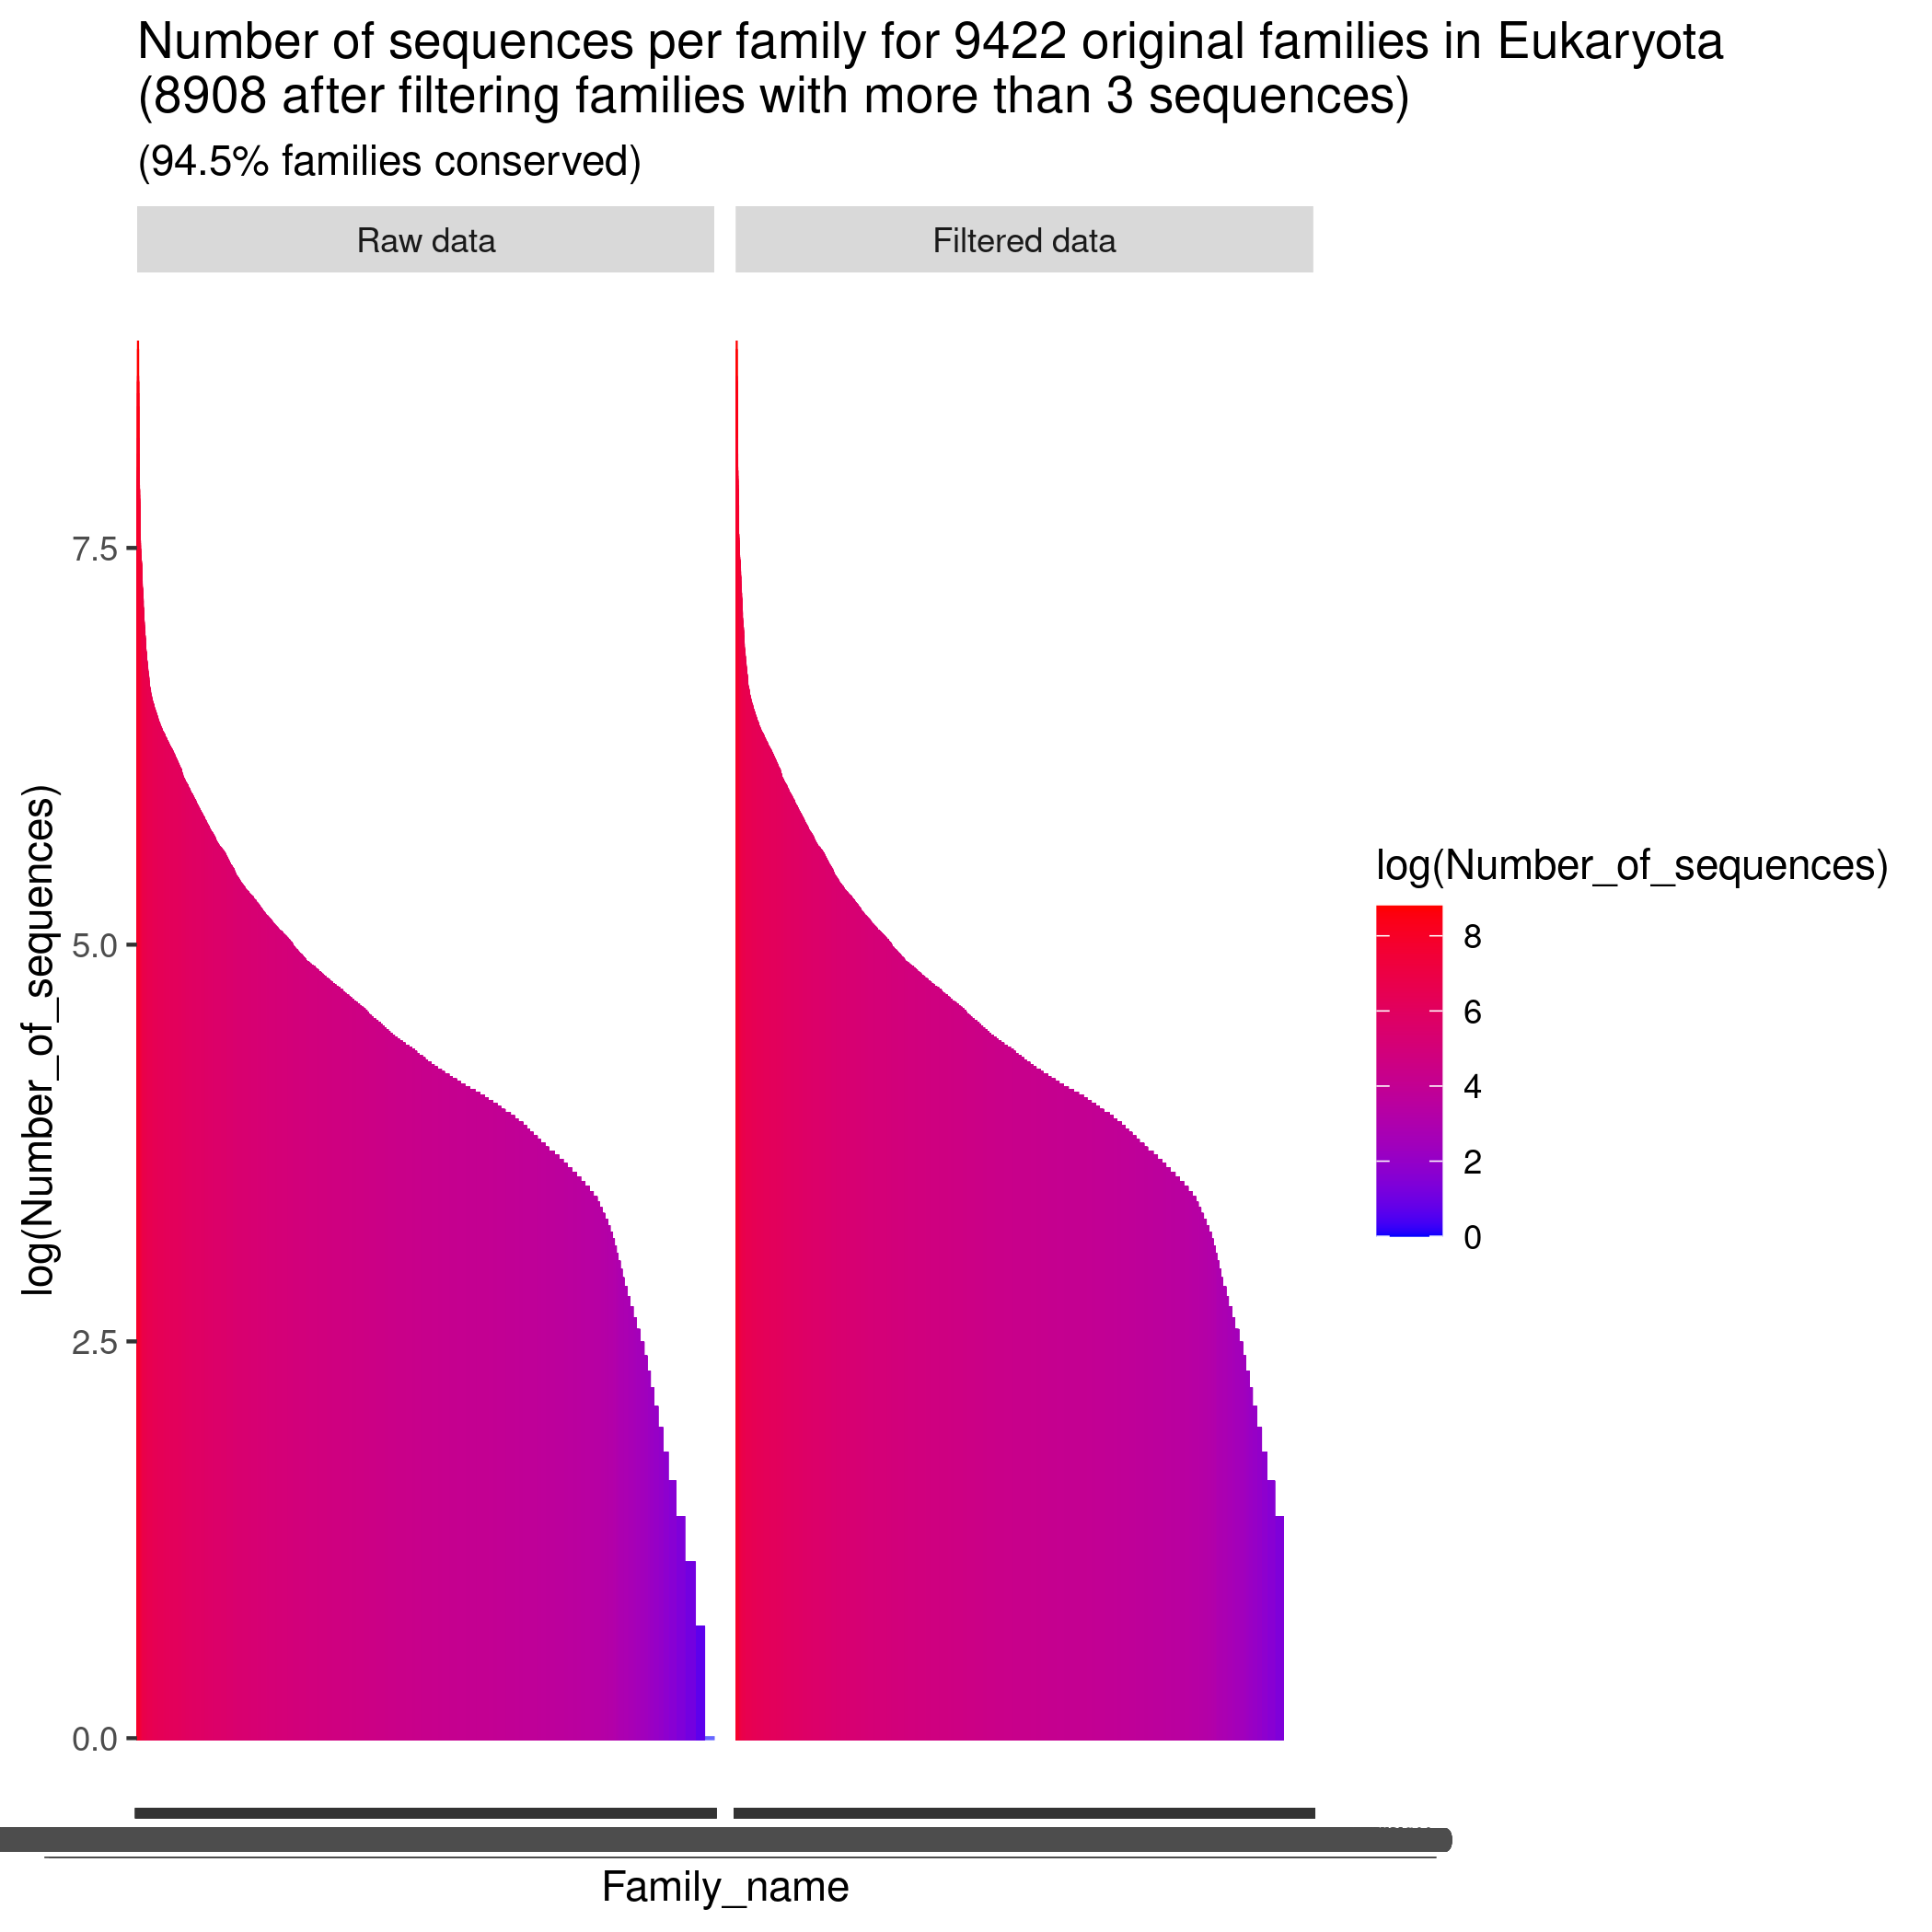 Number of sequences per family for 9422 original families in Eukaryota
(8908 after filtering families with more than 3 sequences)
(94.5% families conserved)
Raw data
Filtered data
7.5
5.0
2.5
0.0
log(Number_of_sequences)
log(Number_of_sequences)
8
6
4
2
0
Family_name